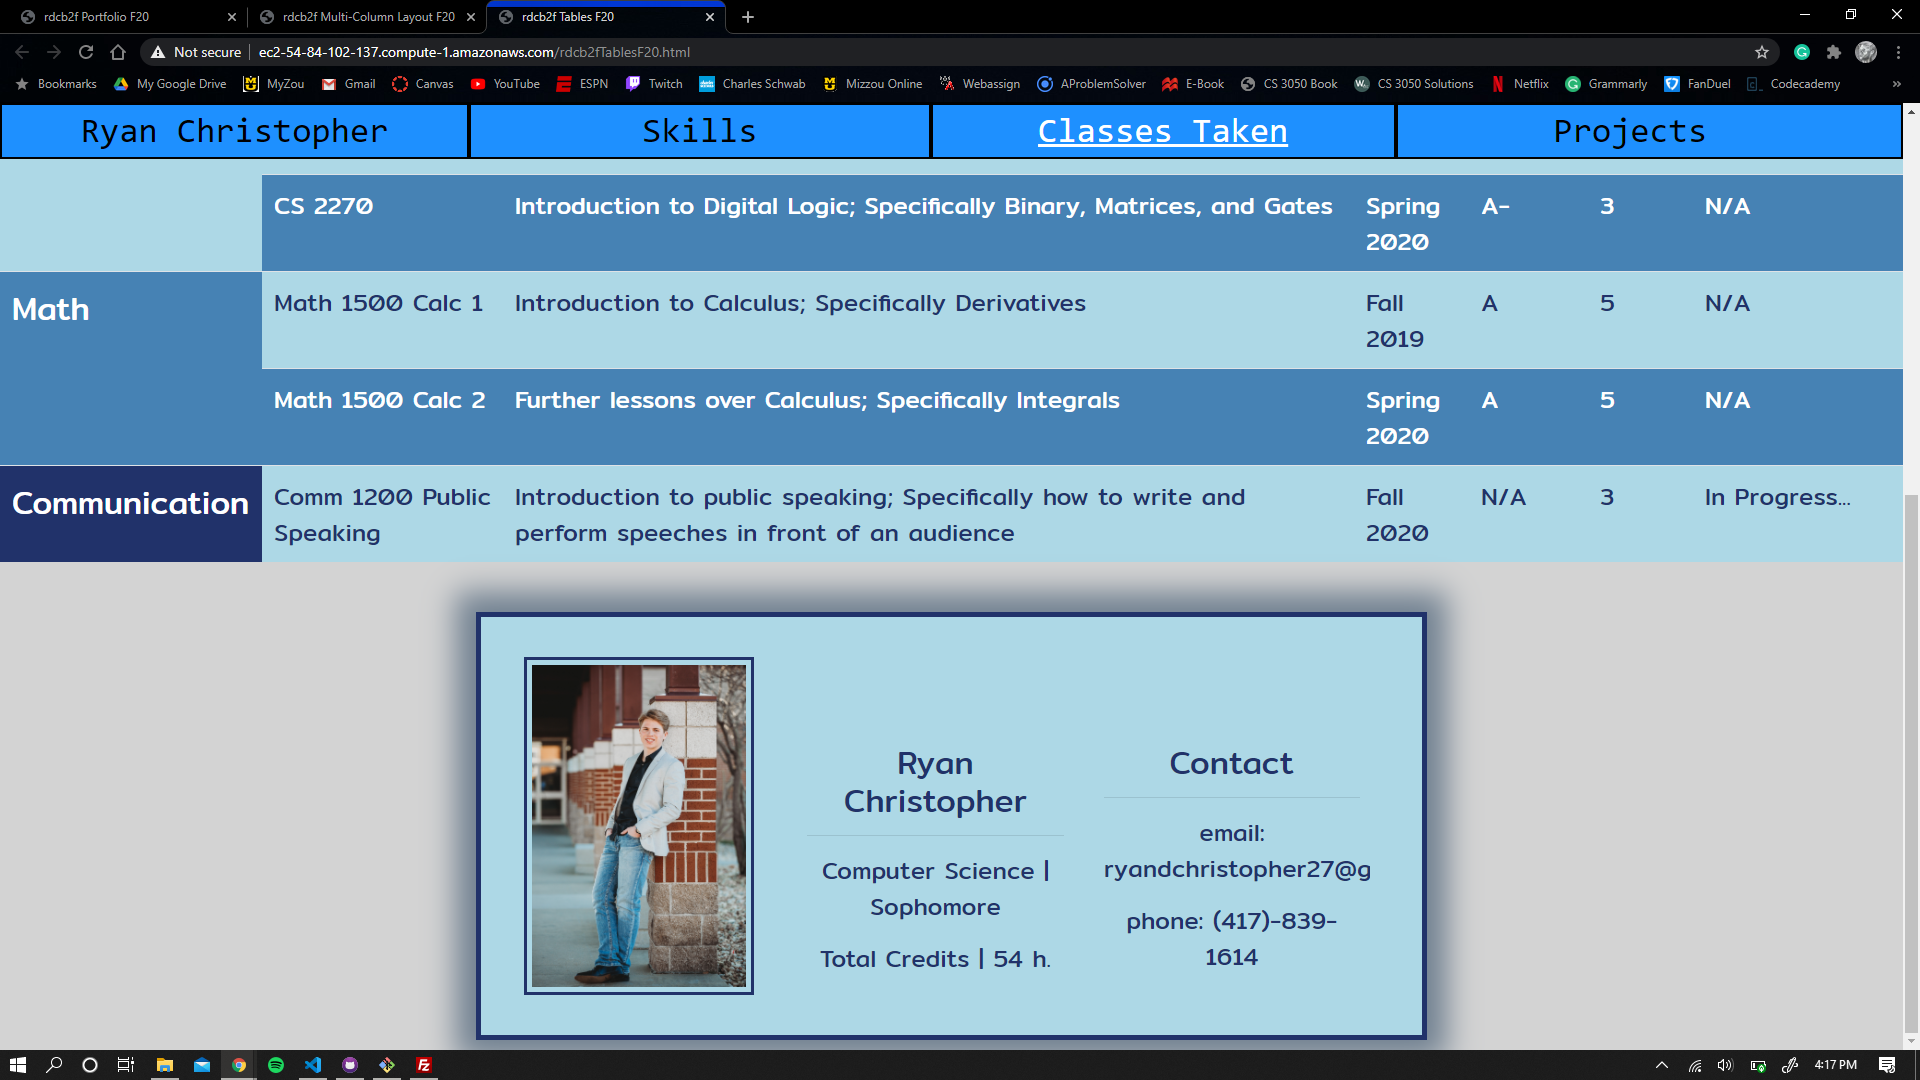 rdcb2f Portfolio F20
rdcb2f Multi-Column Layout F20
rdcb2f Tables F20
Not secure
ec2-54-84-102-137.compute-1.amazonaws.com/rdcb2fTablesF20.html
Bookmarks
My Google Drive
MyZou
Gmail
Canvas
YouTube
ESPN
Twitch
Charles Schwab
Mizzou Online
Webassign
AProblemSolver
E-Book
CS 3050 Book
CS 3050 Solutions
Netflix
Grammarly
FanDuel
Codecademy
Ryan Christopher
Skills
Classes Taken
Projects
CS 2270
Introduction to Digital Logic; Specifically Binary, Matrices, and Gates
Spring
2020
A-
3
N/A
Math
Math 1500 Calc 1
Introduction to Calculus; Specifically Derivatives
Fall
2019
A
5
N/A
Math 1500 Calc 2
Further lessons over Calculus; Specifically Integrals
Spring
2020
A
5
N/A
Communication
Comm 1200 Public
Speaking
Introduction to public speaking; Specifically how to write and
perform speeches in front of an audience
Fall
2020
N/A
3
In Progress...
Ryan
Christopher
Computer Science |
Sophomore
Total Credits | 54 h.
Contact
email:
ryandchristopher27@g
phone: (417)-839-
1614
4:17 PM